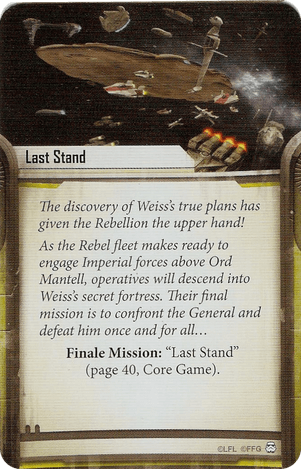 Last Stand
The discovery of Weiss's true plans has
given the Rebellion the upper hand!
As the Rebel fleet makes ready to
engage Imperial forces above Ord
Mantell, operatives will descend into
Weiss's secret fortress. Their final
mission is to confront the General and
defeat him once and for all…
Finale Mission: "Last Stand"
(page 40, Core Game).
©LFL ©FFG